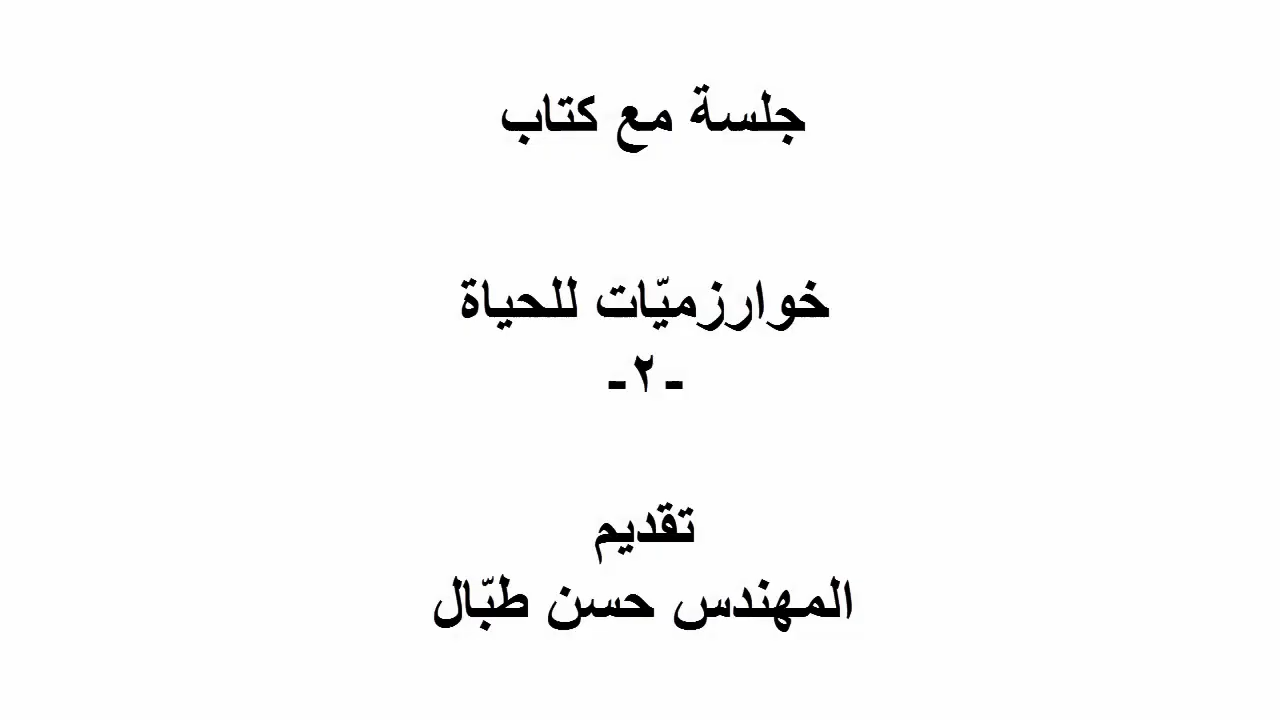 جلسة مع كتاب
خوارزميّات للحياة
-٢-
تقديم
المهندس حسن طبّال